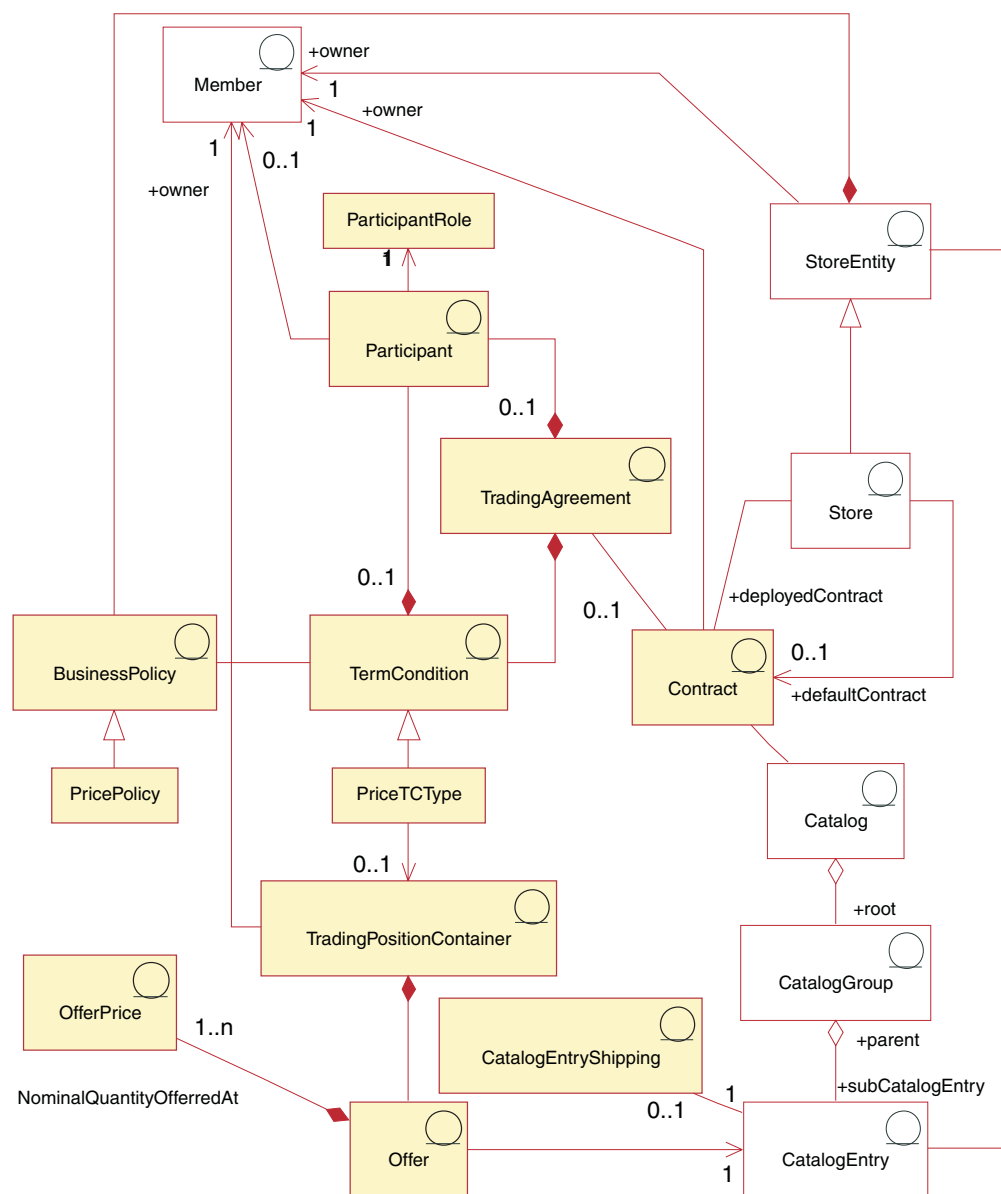 +owner
Member
1
+owner
1
1
0..1
+owner
ParticipantRole
1
StoreEntity
Participant
0..1
TradingAgreement
Store
0..1
0..1
+deployedContract
0..1
BusinessPolicy
TermCondition
Contract
+defaultContract
PricePolicy
PriceTCType
Catalog
0..1
+root
TradingPositionContainer
CatalogGroup
OfferPrice
1..n
+parent
CatalogEntryShipping
+subCatalogEntry
NominalQuantityOfferredAt
1
0..1
Offer
1
CatalogEntry